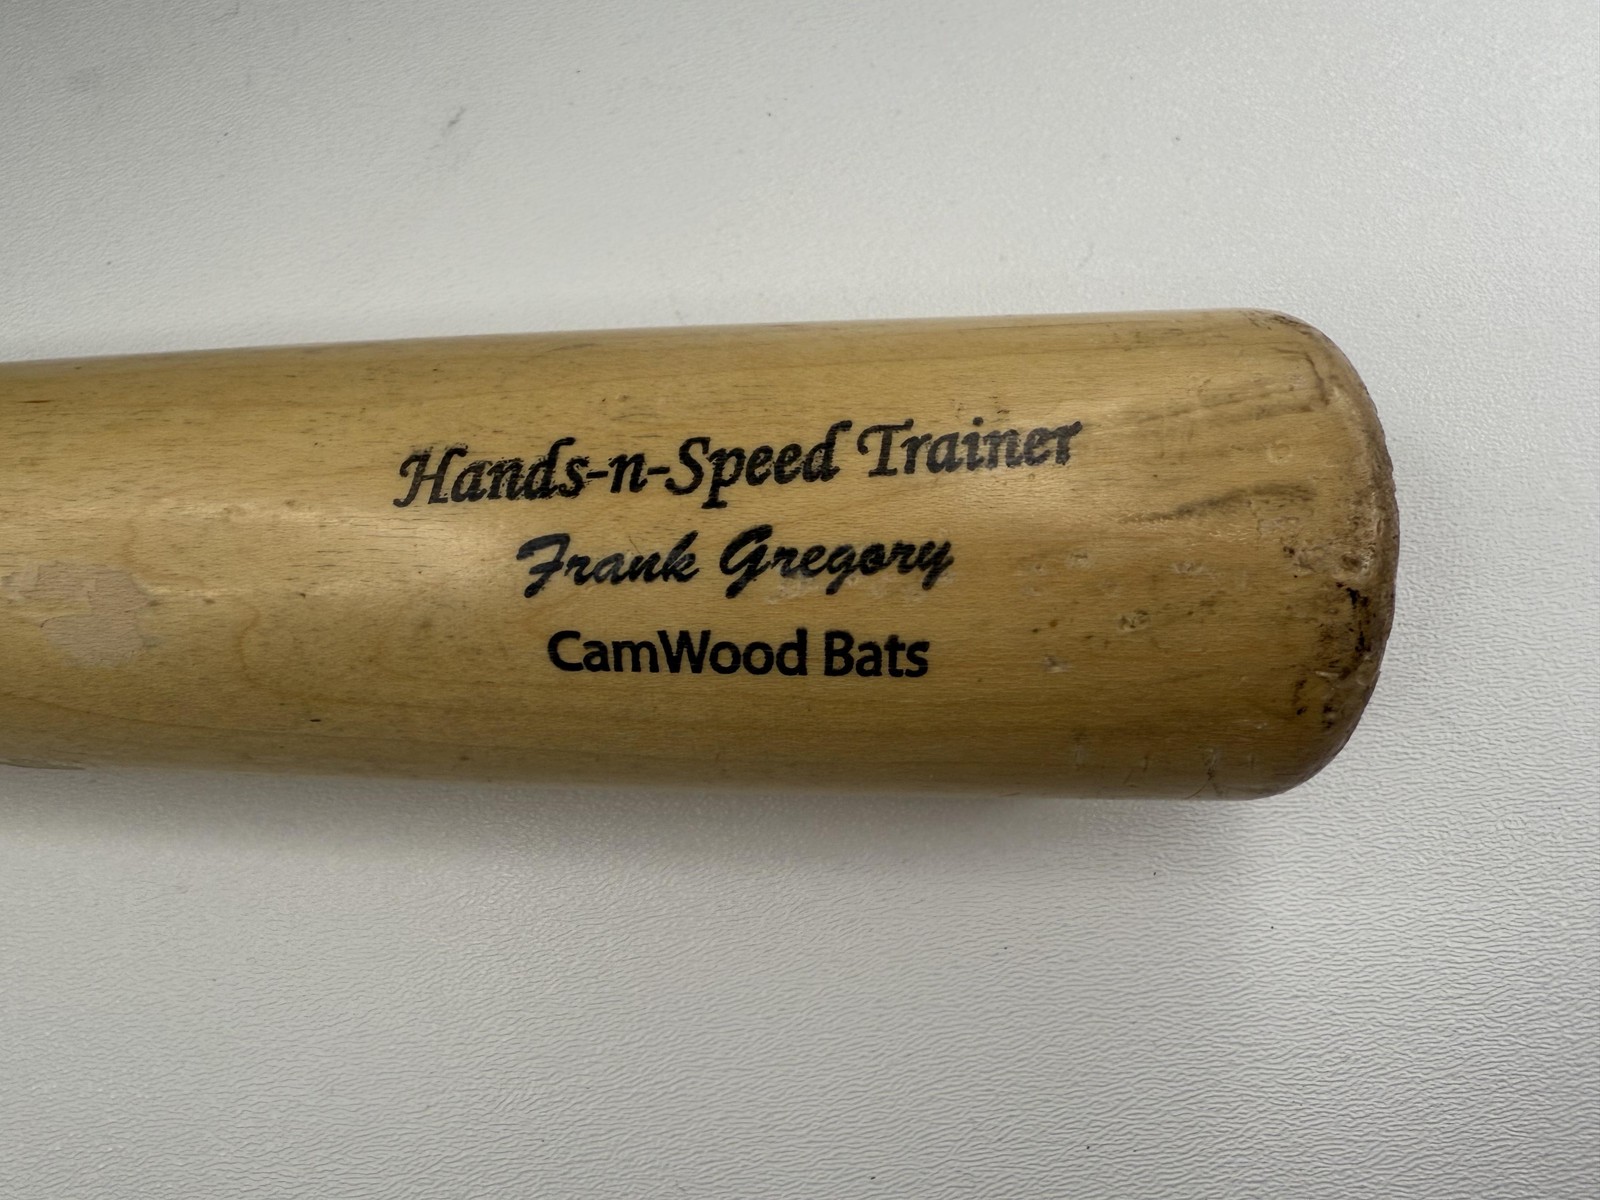 Hands-n-Speed Trainer
Frank Gregory
CamWood Bats